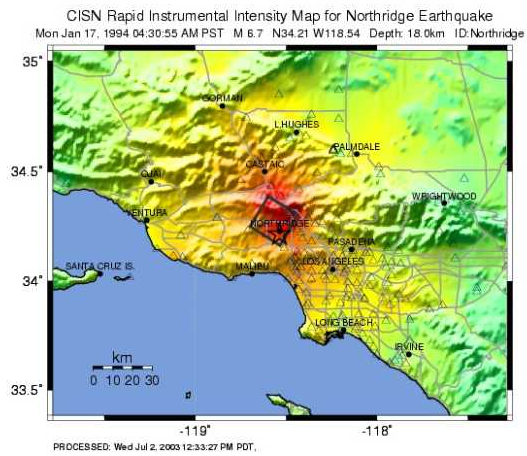 CISN Rapid Instrumental Intensity Map for Northridge Earthquake
Mon Jan 17, 1994 04:30:55 AM PST M 6.7 N34.21 W118.54 Depth: 18.0km ID:Northridge
35°
GORMAN
L.HUGHES
PALMDALE
34.5°
CASTAIC
OJAI
WRIGHTWOOD
VENTURA
NORTHRIDGE
PASADENA
LOS ANGELES
SANTA CRUZ IS.
MALIBU
34°
LONG BEACH
IRVINE
km
0 10 20 30
33.5°
-119°
-118°
PROCESSED: Wed Jul 2, 2003 12:33:27 PM PDT,